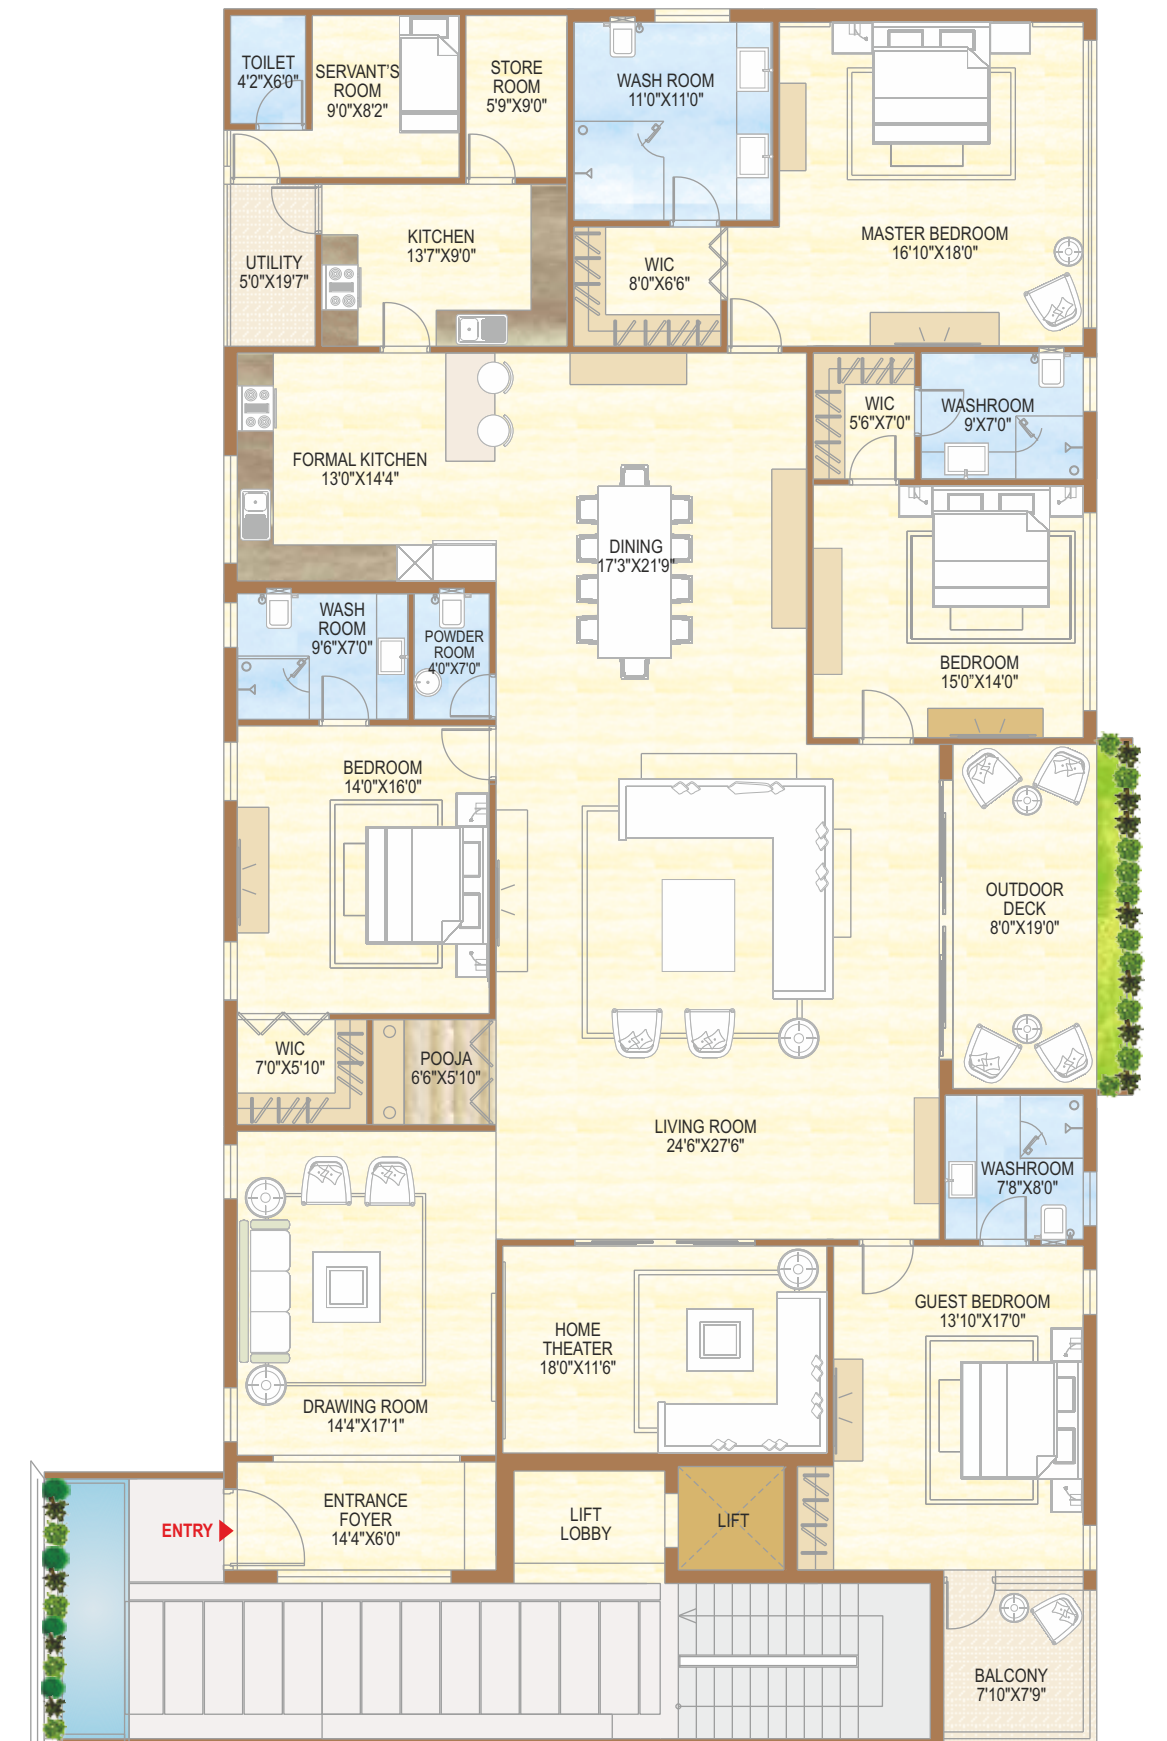 TOILET
4'2"X6'0"
SERVANT'S
ROOM
9'0"X8'2"
STORE
ROOM
5'9"X9'0"
WASH ROOM
11'0"X11'0"
MASTER BEDROOM
16'10"X18'0"
KITCHEN
13'7"X9'0"
UTILITY
5'0"X19'7"
WIC
8'0"X6'6"
WIC
5'6"X7'0"
WASHROOM
9'X7'0"
FORMAL KITCHEN
13'0"X14'4"
DINING
17'3"X21'9"
WASH
ROOM
9'6"X7'0"
POWDER
ROOM
4'0"X7'0"
BEDROOM
15'0"X14'0"
BEDROOM
14'0"X16'0"
OUTDOOR
DECK
8'0"X19'0"
WIC
7'0"X5'10"
POOJA
6'6"X5'10"
LIVING ROOM
24'6"X27'6"
WASHROOM
7'8"X8'0"
GUEST BEDROOM
13'10"X17'0"
HOME
THEATER
18'0"X11'6"
DRAWING ROOM
14'4"X17'1"
ENTRANCE
FOYER
14'4"X6'0"
ENTRY
LIFT
LOBBY
LIFT
BALCONY
7'10"X7'9"